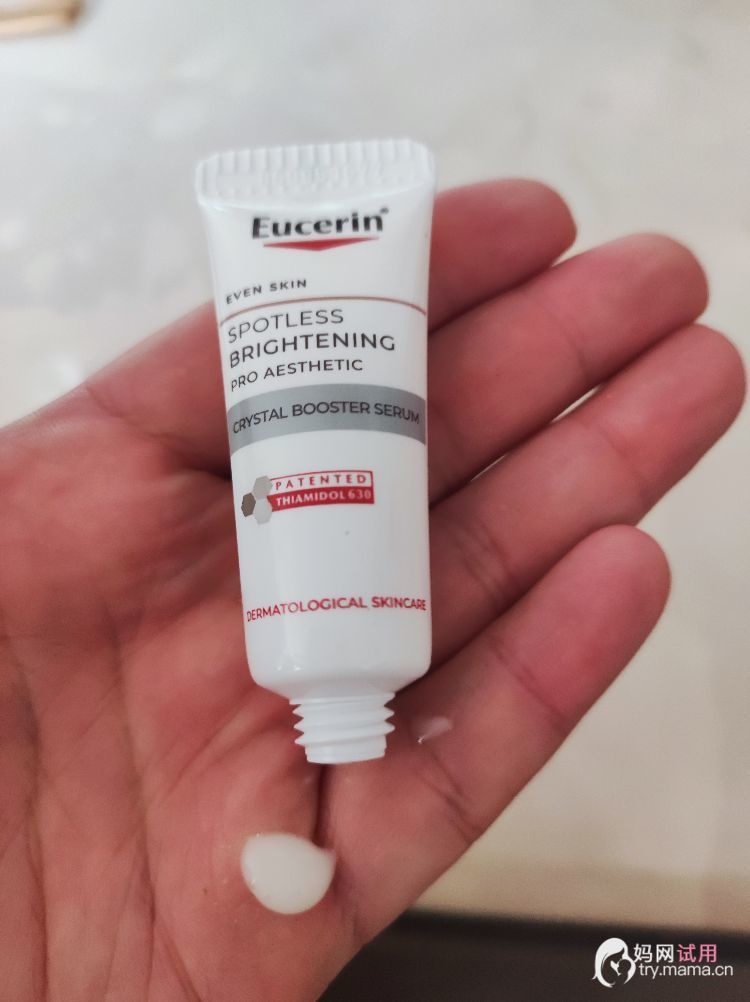 Eucerin®
EVEN SKIN
SPOTLESS
BRIGHTENING
PRO AESTHETIC
CRYSTAL BOOSTER SERUM
PATENTED
THIAMIDOL 630
DERMATOLOGICAL SKINCARE
妈网试用
try.mama.cn